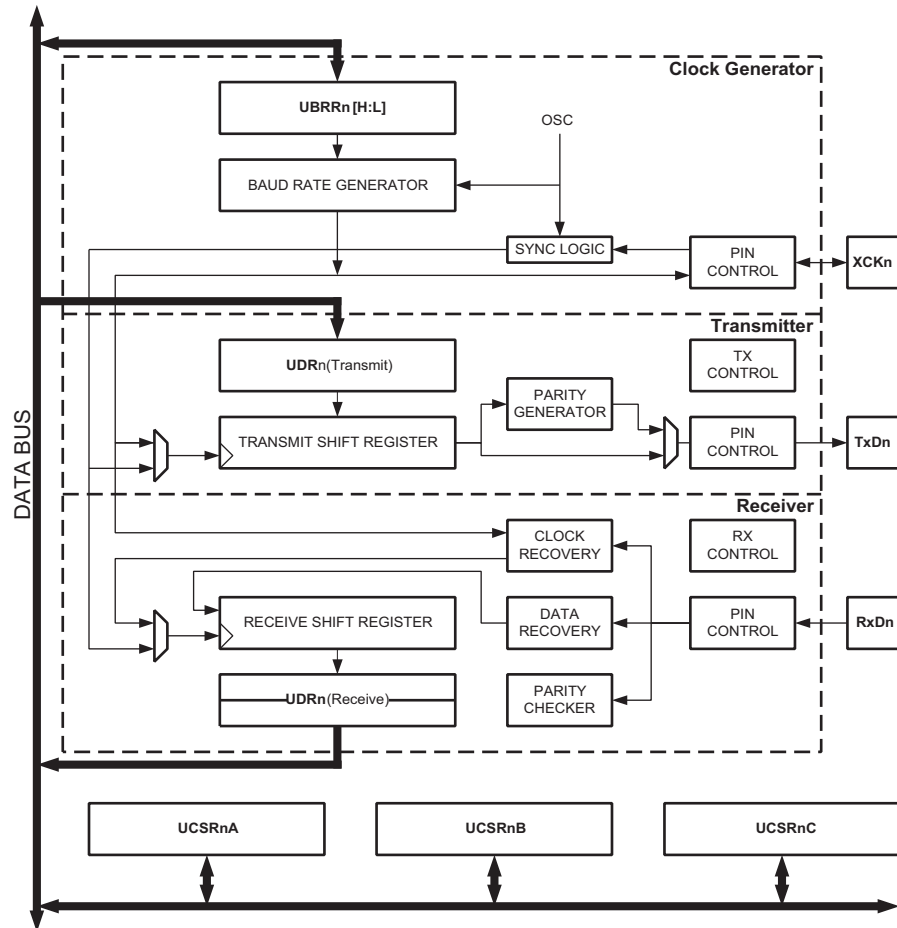 Clock Generator
UBRRn [H:L]
OSC
BAUD RATE GENERATOR
SYNC LOGIC
PIN
CONTROL
XCKn
Transmitter
UDRn(Transmit)
TX
CONTROL
PARITY
GENERATOR
TRANSMIT SHIFT REGISTER
PIN
CONTROL
TxDn
DATA BUS
Receiver
CLOCK
RECOVERY
RX
CONTROL
RECEIVE SHIFT REGISTER
DATA
RECOVERY
PIN
CONTROL
RxDn
UDRn (Receive)
PARITY
CHECKER
UCSRnA
UCSRnB
UCSRnC